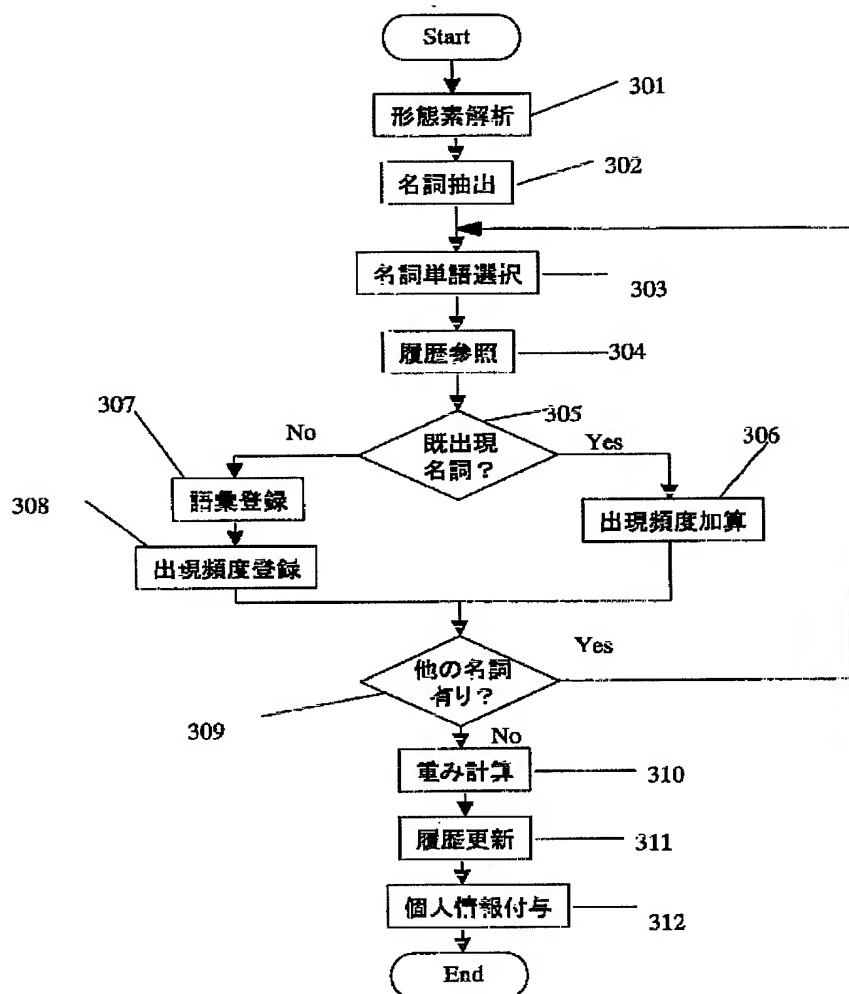 Start
301
形態素解析
302
名詞抽出
名詞単語選択
303
履歴参照
304
305
307
No
既出現
名詞？
Yes
306
308
語彙登録
出現頻度加算
出現頻度登録
他の名詞
有り？
Yes
309
No
重み計算
310
履歴更新
311
個人情報付与
312
End